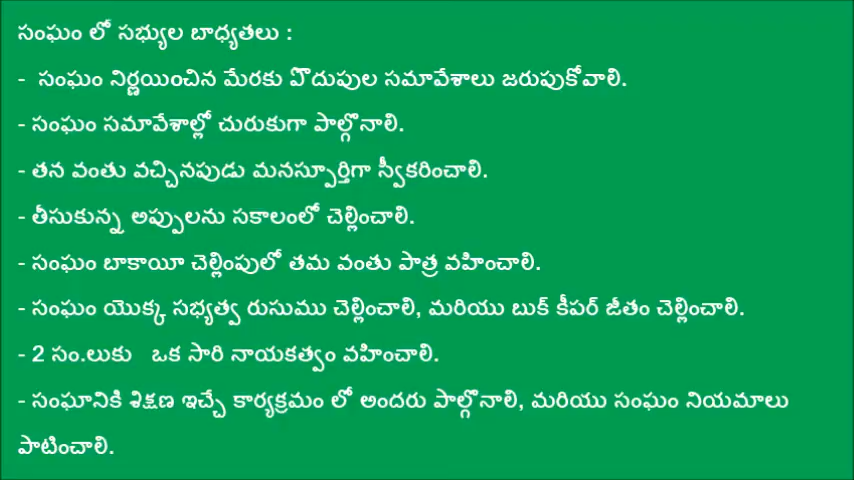 సంఘం లో సభ్యుల బాధ్యతలు :
-  సంఘం నిర్ణయించిన మేరకు పొదుపుల సమావేశాలు జరుపుకోవాలి.
- సంఘం సమావేశాల్లో చురుకుగా పాల్గొనాలి.
- తన వంతు వచ్చినపుడు మనస్పూర్తిగా స్వీకరించాలి.
- తీసుకున్న అప్పులను సకాలంలో చెల్లించాలి.
- సంఘం బాకాయీ చెల్లింపులో తమ వంతు పాత్ర వహించాలి.
- సంఘం యొక్క సభ్యత్వ రుసుము చెల్లించాలి, మరియు బుక్ కీపర్ జీతం చెల్లించాలి.
- 2 సం.లుకు   ఒక సారి నాయకత్వం వహించాలి.
- సంఘానికి శిక్షణ ఇచ్చే కార్యక్రమం లో అందరు పాల్గొనాలి, మరియు సంఘం నియమాలు
పాటించాలి.